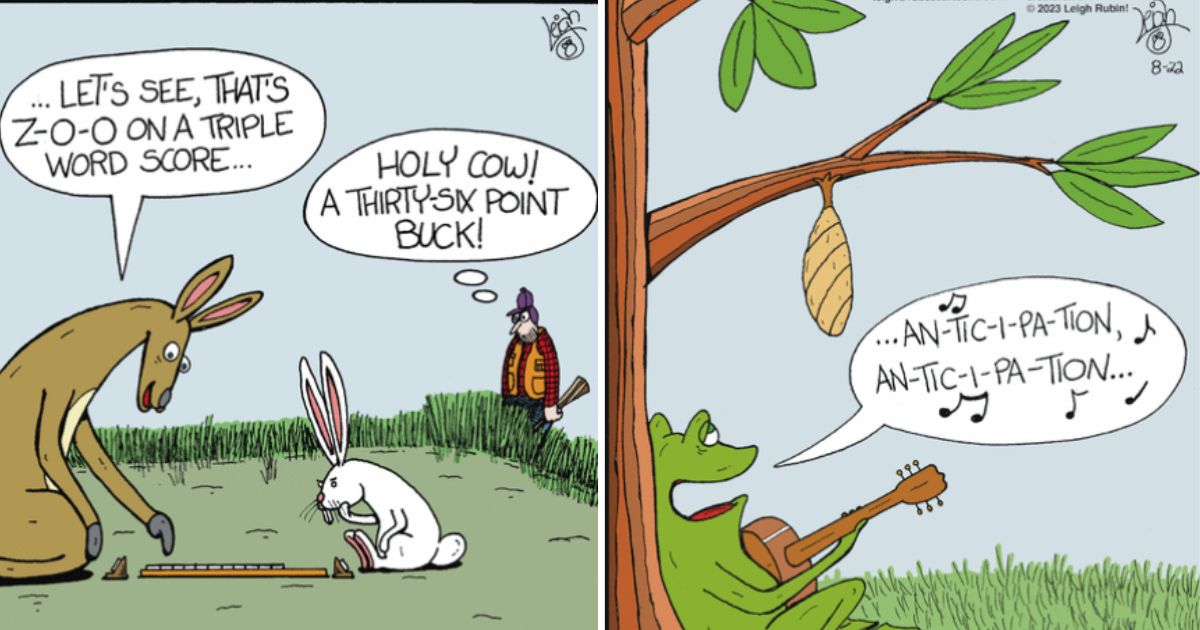 Leigh
... LET'S SEE, THAT'S
Z-O-O ON A TRIPLE
WORD SCORE...
HOLY COW!
A THIRTY-SIX POINT
BUCK!
© 2023 Leigh Rubin!
Leigh
8-22
...AN-TIC-I-PA-TION,
AN-TIC-I-PA-TION...